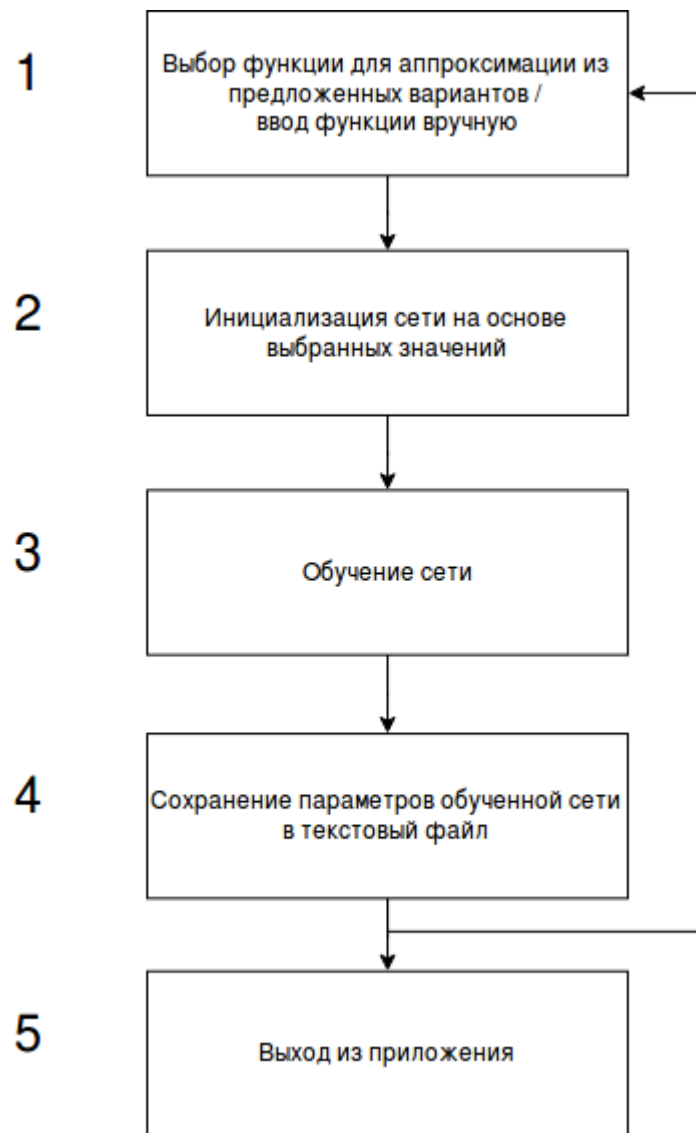 1
Выбор функции для аппроксимации из
предложенных вариантов /
ввод функции вручную
2
Инициализация сети на основе
выбранных значений
3
Обучение сети
4
Сохранение параметров обученной сети
в текстовый файл
5
Выход из приложения